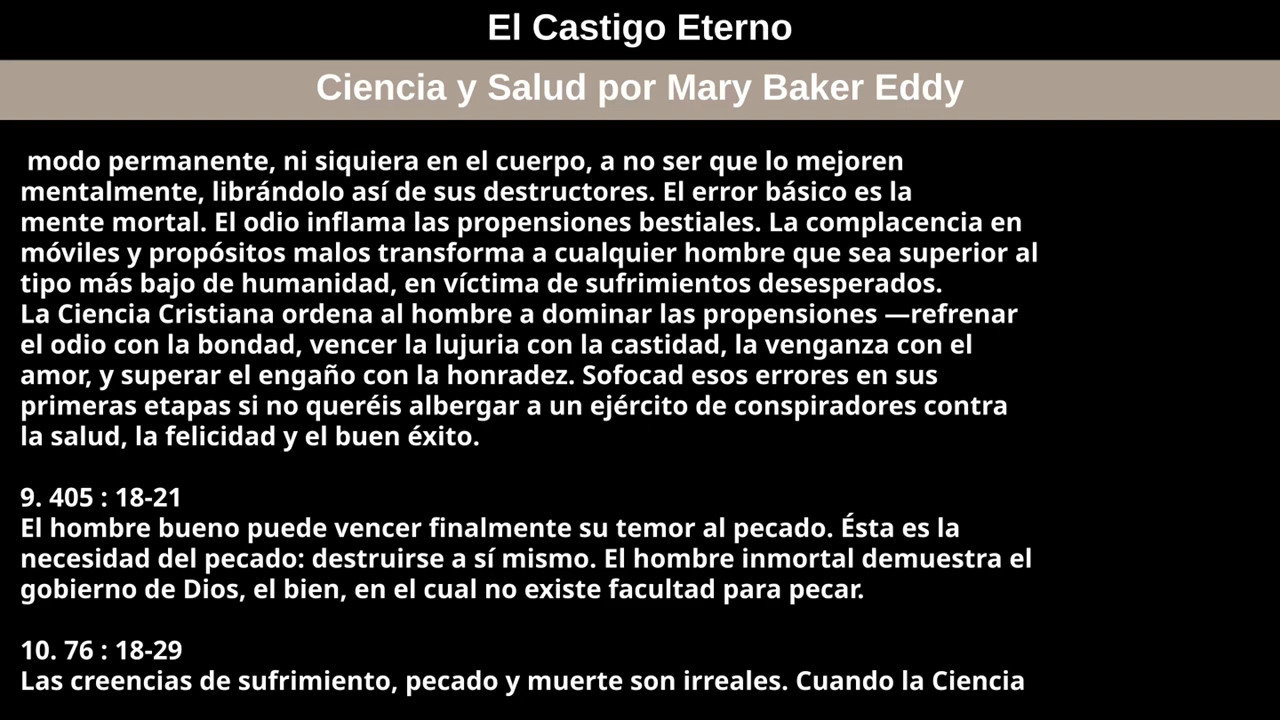 El Castigo Eterno
Ciencia y Salud por Mary Baker Eddy
modo permanente, ni siquiera en el cuerpo, a no ser que lo mejoren
mentalmente, librándolo así de sus destructores. El error básico es la
mente mortal. El odio inflama las propensiones bestiales. La complacencia en
móviles y propósitos malos transforma a cualquier hombre que sea superior al
tipo más bajo de humanidad, en víctima de sufrimientos desesperados.
La Ciencia Cristiana ordena al hombre a dominar las propensiones —refrenar
el odio con la bondad, vencer la lujuria con la castidad, la venganza con el
amor, y superar el engaño con la honradez. Sofocad esos errores en sus
primeras etapas si no queréis albergar a un ejército de conspiradores contra
la salud, la felicidad y el buen éxito.
9. 405 : 18-21
El hombre bueno puede vencer finalmente su temor al pecado. Ésta es la
necesidad del pecado: destruirse a sí mismo. El hombre inmortal demuestra el
gobierno de Dios, el bien, en el cual no existe facultad para pecar.
10. 76 : 18-29
Las creencias de sufrimiento, pecado y muerte son irreales. Cuando la Ciencia